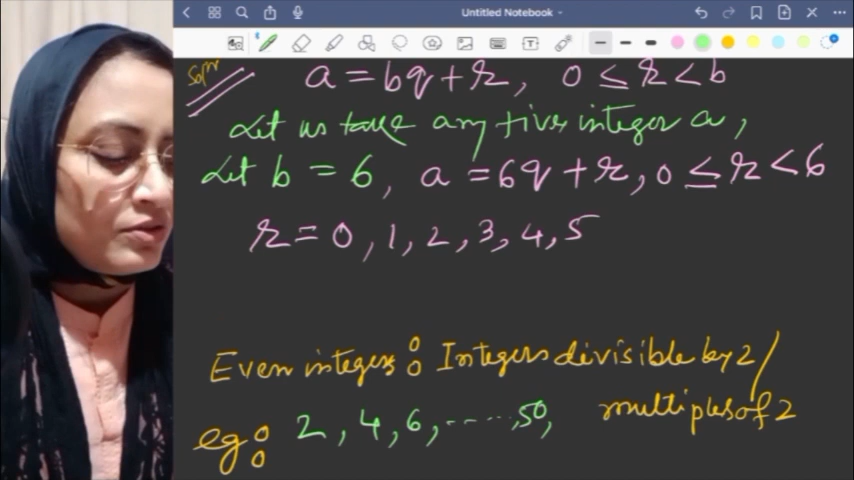 Untitled Notebook
Soln
a = bq + r, 0 ≤ r < b
Let us take any +tive integer a,
Let b = 6, a = 6q + r, 0 ≤ r < 6
r = 0, 1, 2, 3, 4, 5
Even integers : Integers divisible by 2 /
multiples of 2
eg : 2, 4, 6, ......, 50,